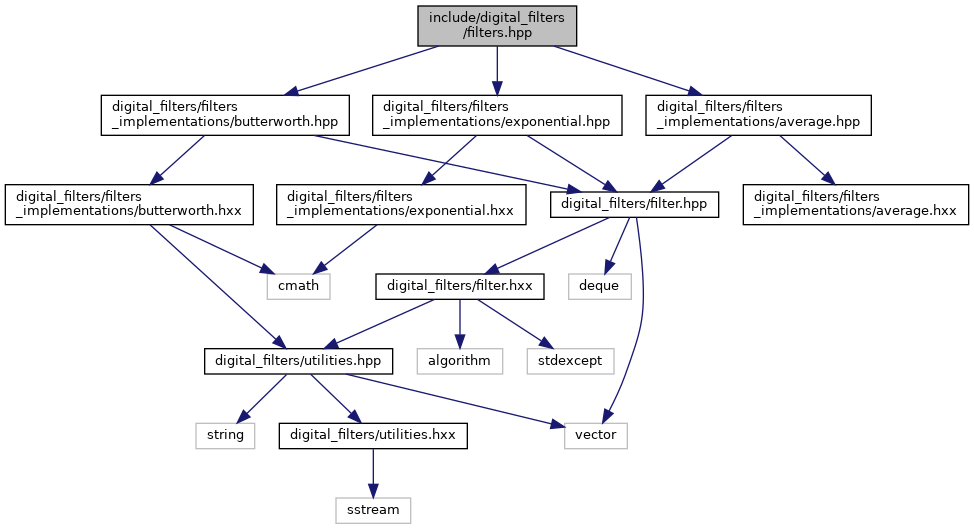 include/digital_filters
/filters.hpp
digital_filters/filters
_implementations/butterworth.hpp
digital_filters/filters
_implementations/exponential.hpp
digital_filters/filters
_implementations/average.hpp
digital_filters/filters
_implementations/butterworth.hxx
digital_filters/filters
_implementations/exponential.hxx
digital_filters/filter.hpp
digital_filters/filters
_implementations/average.hxx
cmath
digital_filters/filter.hxx
deque
digital_filters/utilities.hpp
algorithm
stdexcept
string
digital_filters/utilities.hxx
vector
sstream